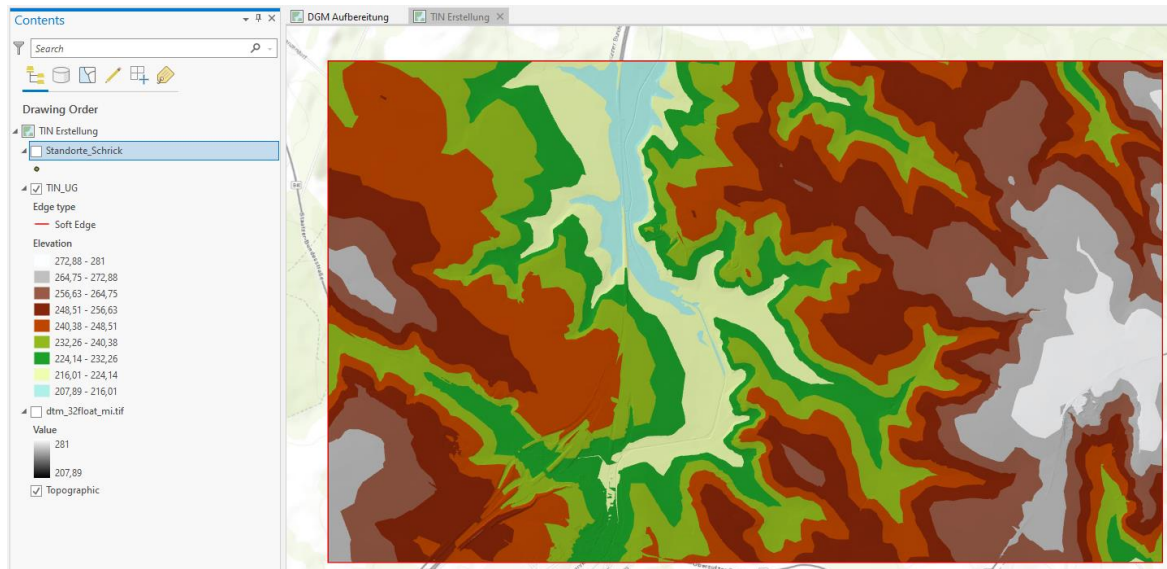 Contents
Search
Drawing Order
TIN Erstellung
Standorte_Schrick
TIN_UG
Edge type
Soft Edge
Elevation
272,88 - 281
264,75 - 272,88
256,63 - 264,75
248,51 - 256,63
240,38 - 248,51
232,26 - 240,38
224,14 - 232,26
216,01 - 224,14
207,89 - 216,01
dtm_32float_mi.tif
Value
281
207,89
Topographic
DGM Aufbereitung
TIN Erstellung